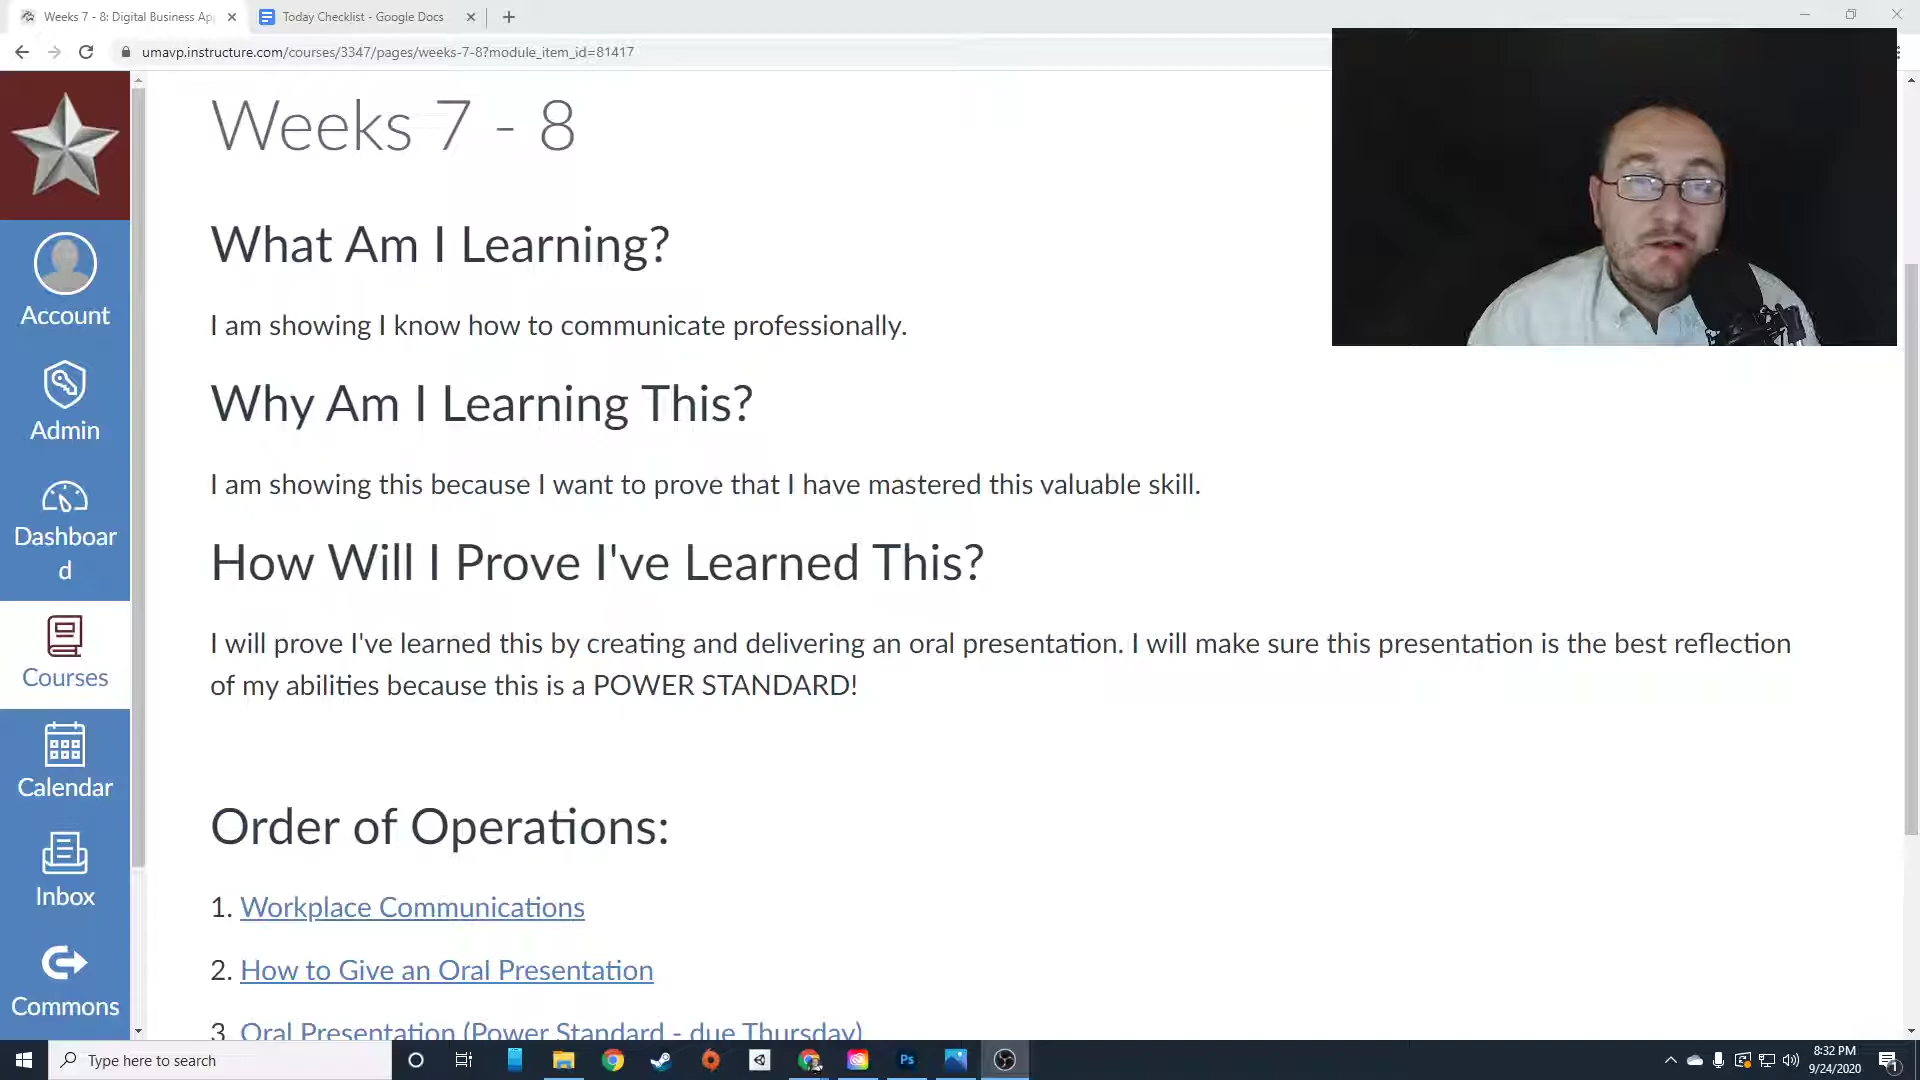 Weeks 7 - 8: Digital Business Ap
Today Checklist - Google Docs
umavp.instructure.com/courses/3347/pages/weeks-7-8?module_item_id=81417
Weeks 7 - 8
What Am I Learning?
I am showing I know how to communicate professionally.
Why Am I Learning This?
I am showing this because I want to prove that I have mastered this valuable skill.
How Will I Prove I've Learned This?
I will prove I've learned this by creating and delivering an oral presentation. I will make sure this presentation is the best reflection
of my abilities because this is a POWER STANDARD!
Order of Operations:
1. Workplace Communications
2. How to Give an Oral Presentation
3. Oral Presentation (Power Standard - due Thursday)
Account
Admin
Dashboar
d
Courses
Calendar
Inbox
Commons
Type here to search
Ps
8:32 PM
9/24/2020
1